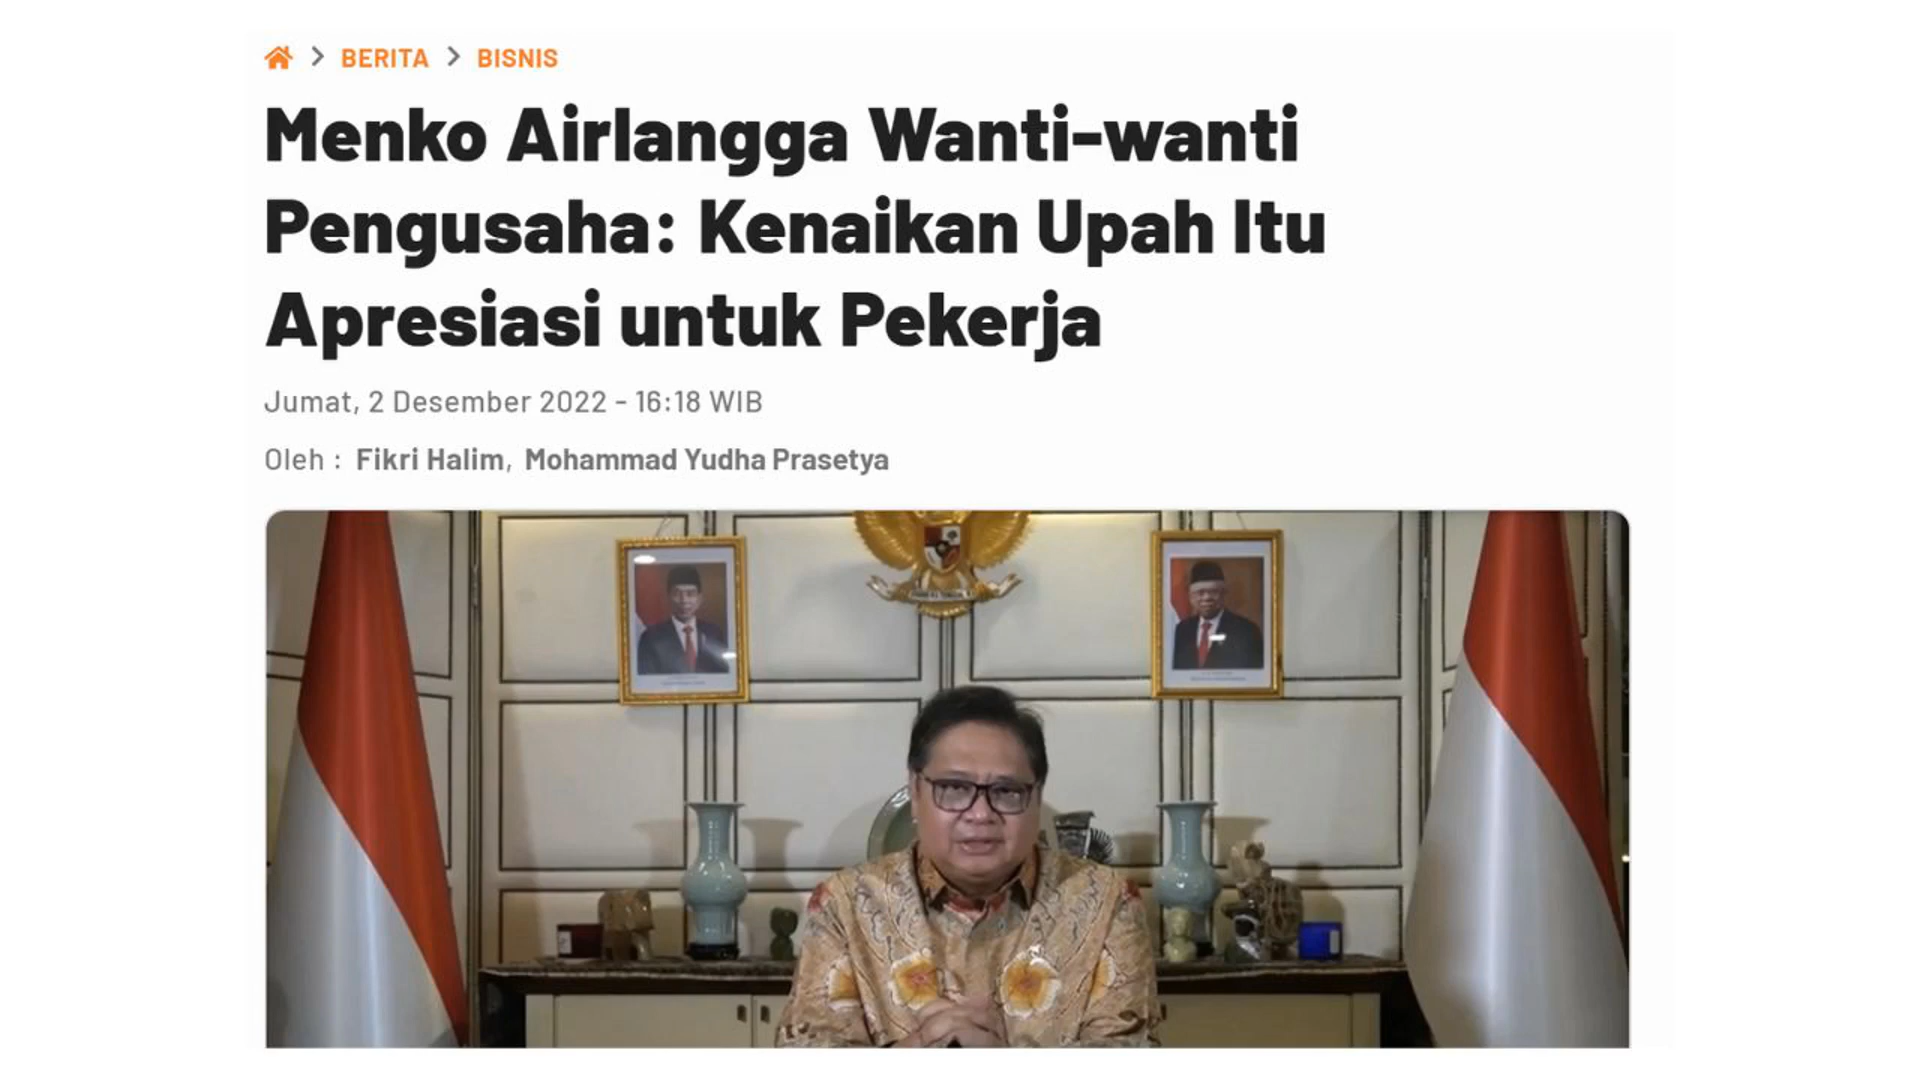 BERITA BISNIS
Menko Airlangga Wanti-wanti
Pengusaha: Kenaikan Upah Itu
Apresiasi untuk Pekerja
Jumat, 2 Desember 2022 - 16:18 WIB
Oleh : Fikri Halim, Mohammad Yudha Prasetya